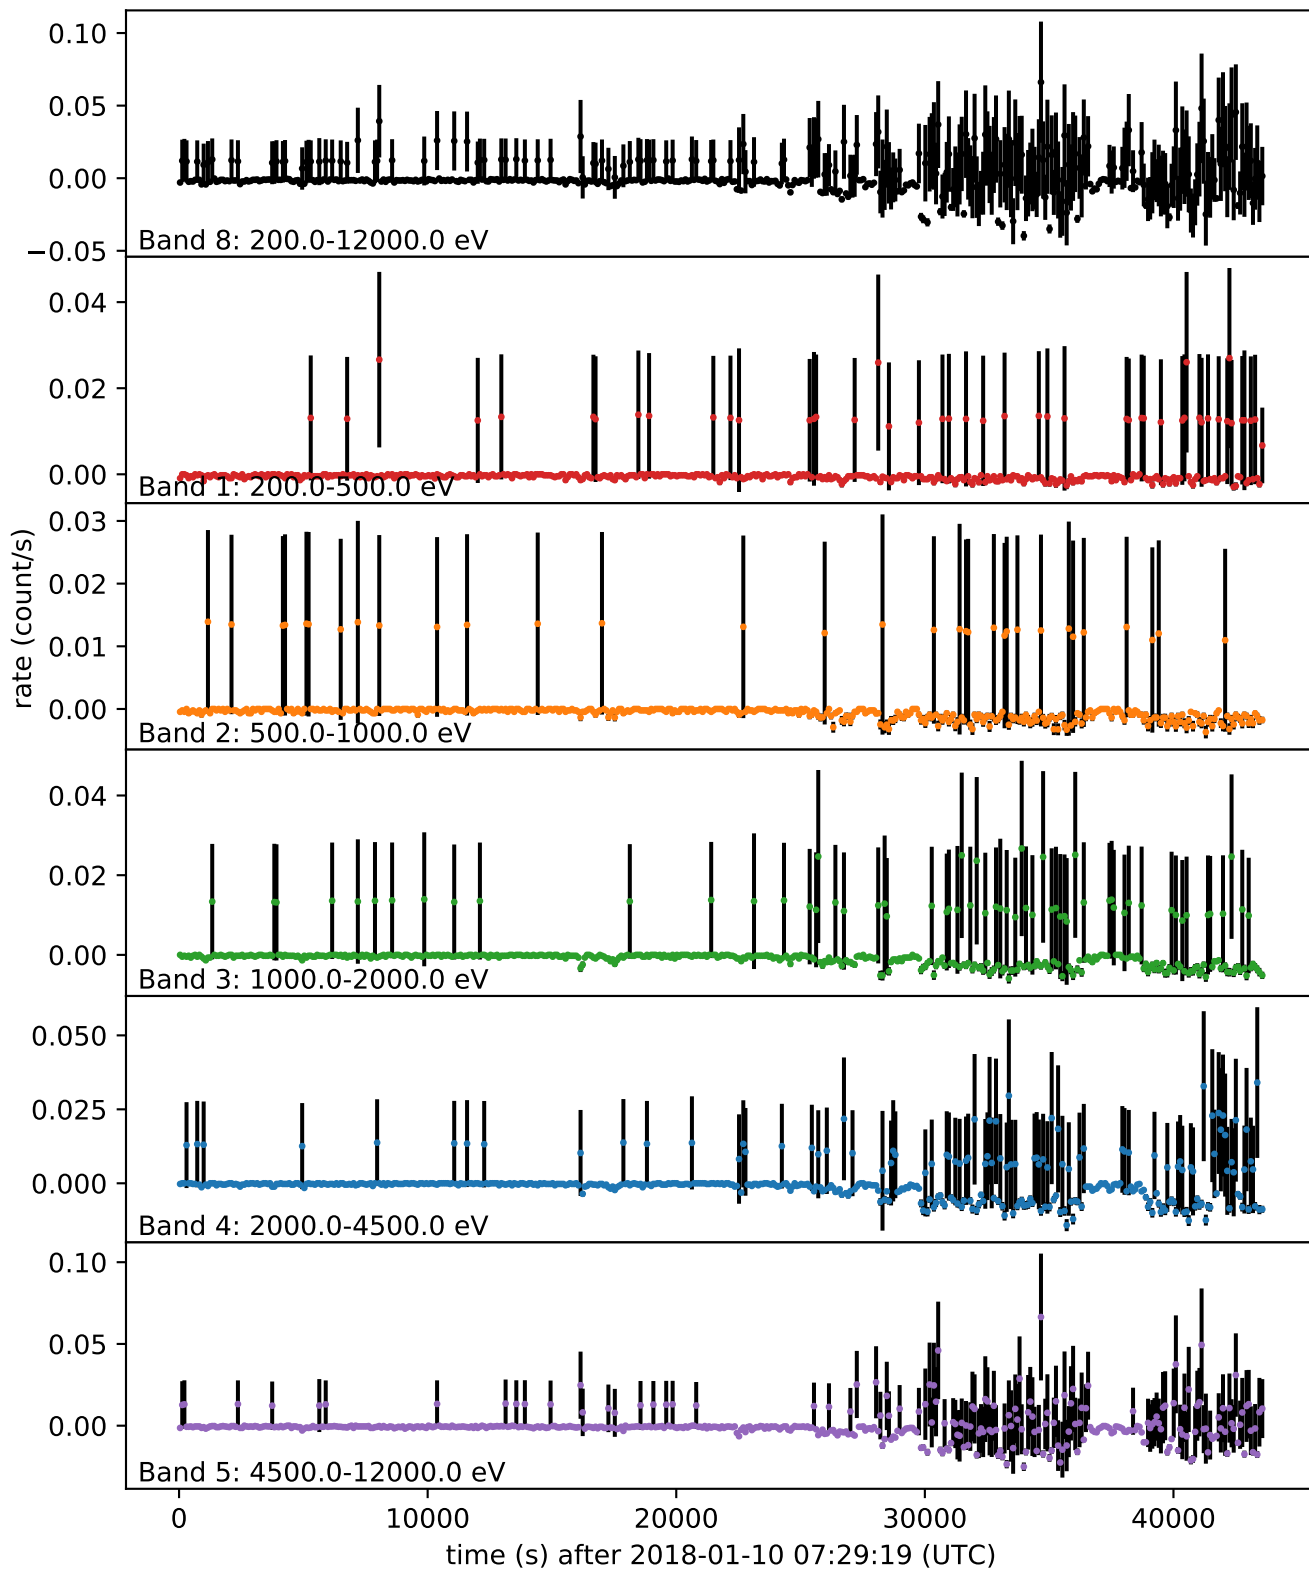 0.10
0.05
0.00
−0.05
Band 8: 200.0-12000.0 eV
0.04
0.02
0.00
Band 1: 200.0-500.0 eV
rate (count/s)
0.03
0.02
0.01
0.00
Band 2: 500.0-1000.0 eV
0.04
0.02
0.00
Band 3: 1000.0-2000.0 eV
0.050
0.025
0.000
Band 4: 2000.0-4500.0 eV
0.10
0.05
0.00
Band 5: 4500.0-12000.0 eV
0 10000 20000 30000 40000
time (s) after 2018-01-10 07:29:19 (UTC)